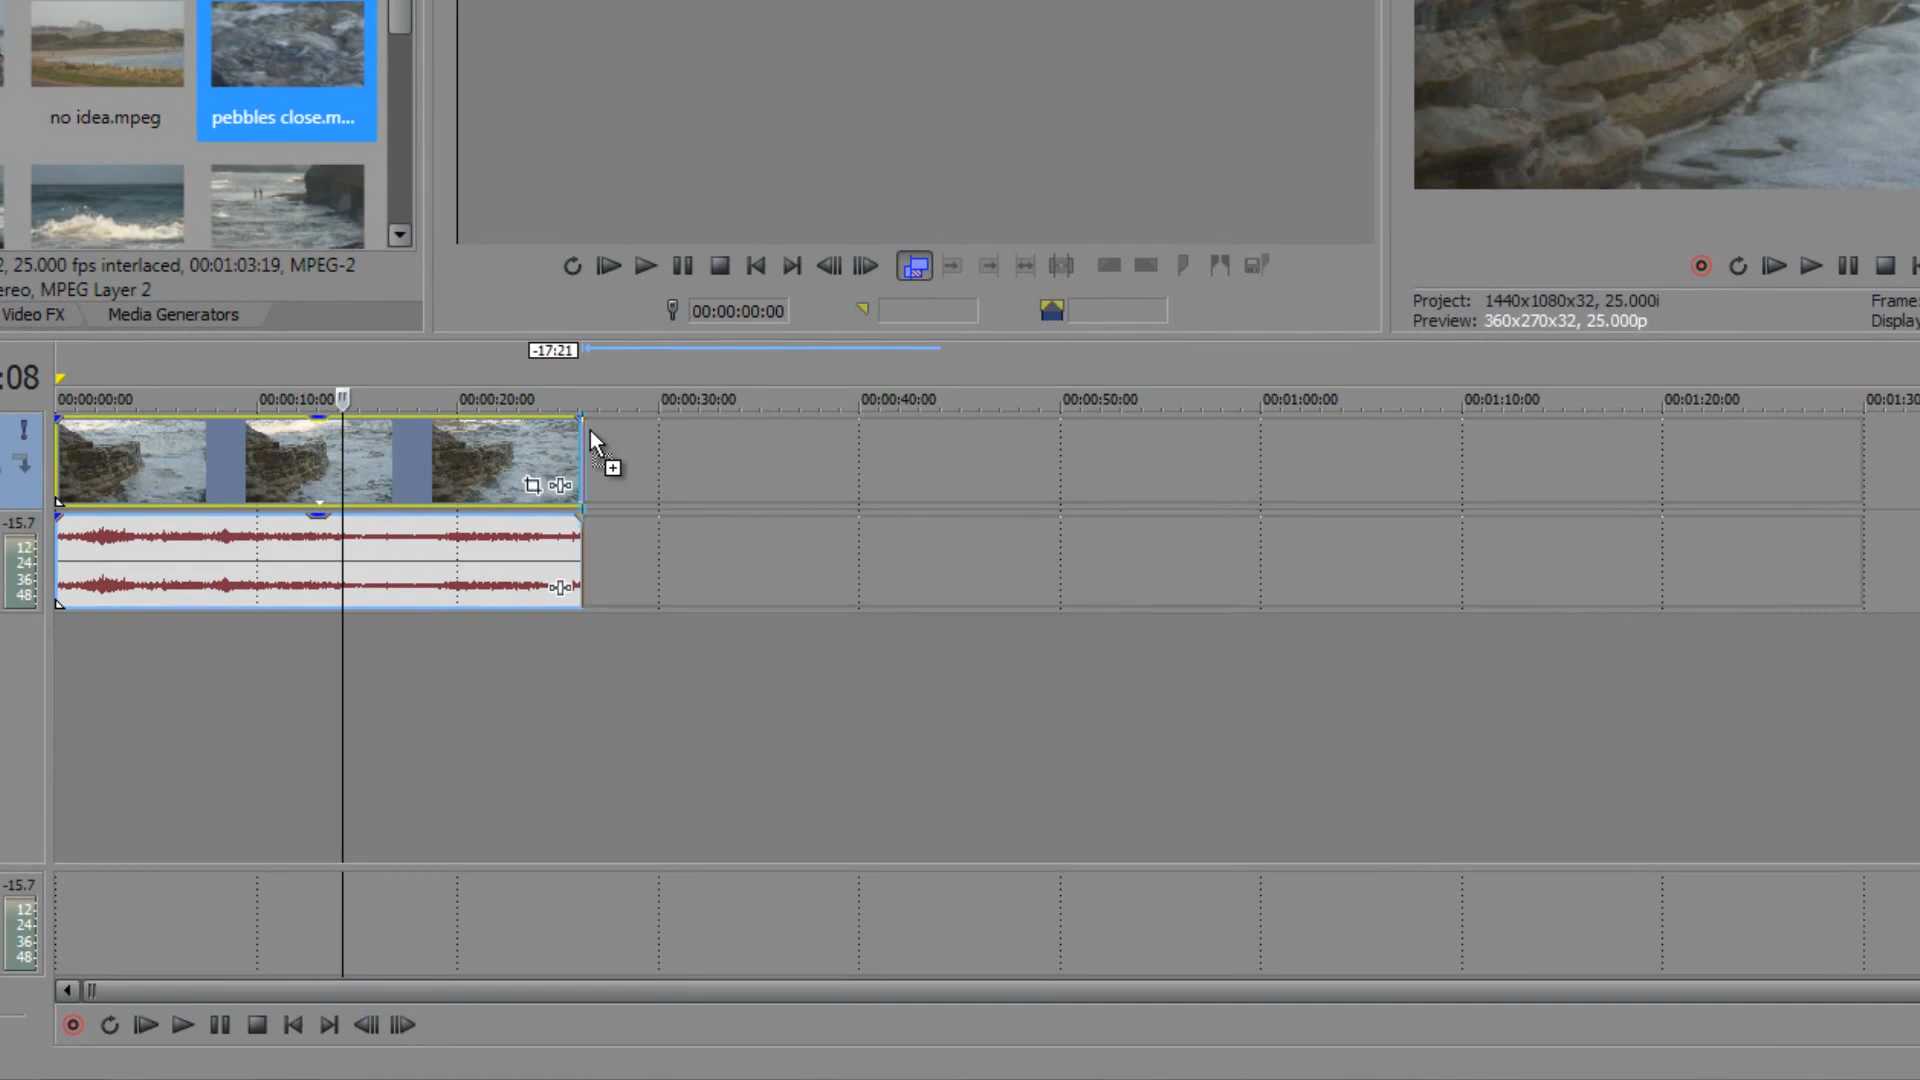 no idea.mpeg
pebbles close.m...
2, 25.000 fps interlaced, 00:01:03:19, MPEG-2
ereo, MPEG Layer 2
Video FX
Media Generators
00:00:00:00
Project: 1440x1080x32, 25.000i
Preview: 360x270x32, 25.000p
Frame:
Display
-17:21
:08
00:00:00:00
00:00:10:00
00:00:20:00
00:00:30:00
00:00:40:00
00:00:50:00
00:01:00:00
00:01:10:00
00:01:20:00
00:01:30
-15.7
12
24
36
48
-15.7
12
24
36
48